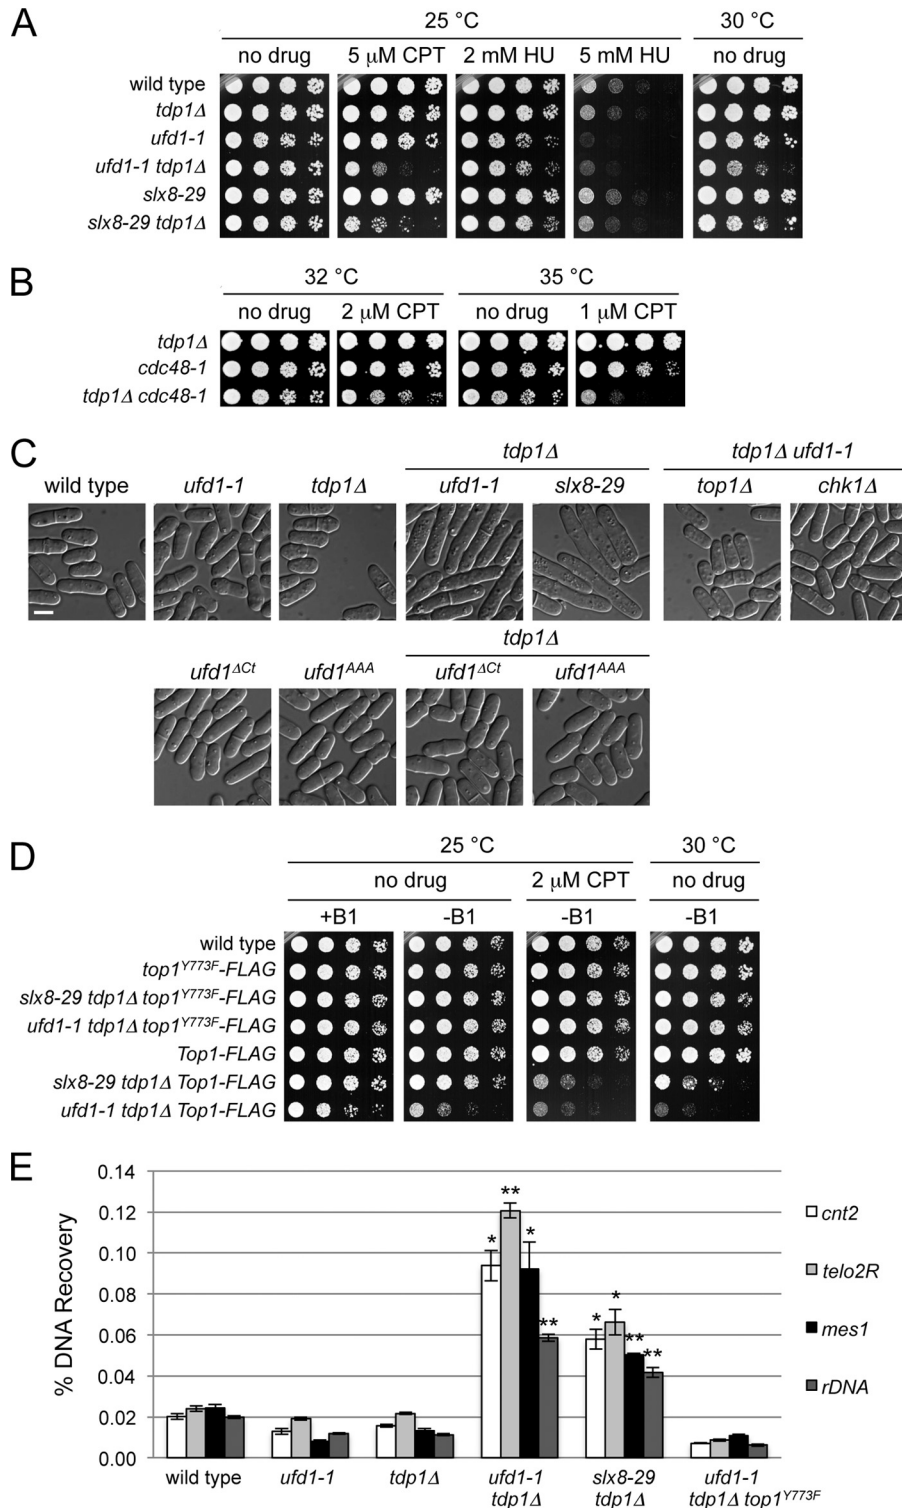 A
25 °C 30 °C
no drug 5 μM CPT 2 mM HU 5 mM HU no drug
wild type
tdp1Δ
ufd1-1
ufd1-1 tdp1Δ
slx8-29
slx8-29 tdp1Δ
B
32 °C 35 °C
no drug 2 μM CPT no drug 1 μM CPT
tdp1Δ
cdc48-1
tdp1Δ cdc48-1
C
tdp1Δ tdp1Δ ufd1-1
wild type ufd1-1 tdp1Δ ufd1-1 slx8-29 top1Δ chk1Δ
tdp1Δ
ufd1ΔCt ufd1AAA ufd1ΔCt ufd1AAA
D
25 °C 30 °C
no drug 2 μM CPT no drug
+B1 -B1 -B1 -B1
wild type
top1Y773F-FLAG
slx8-29 tdp1Δ top1Y773F-FLAG
ufd1-1 tdp1Δ top1Y773F-FLAG
Top1-FLAG
slx8-29 tdp1Δ Top1-FLAG
ufd1-1 tdp1Δ Top1-FLAG
E
% DNA Recovery
0.14
0.12
0.10
0.08
0.06
0.04
0.02
0.00
* ** * **
* * ** **
cnt2
telo2R
mes1
rDNA
wild type ufd1-1 tdp1Δ ufd1-1 slx8-29 ufd1-1
tdp1Δ tdp1Δ tdp1Δ top1Y773F